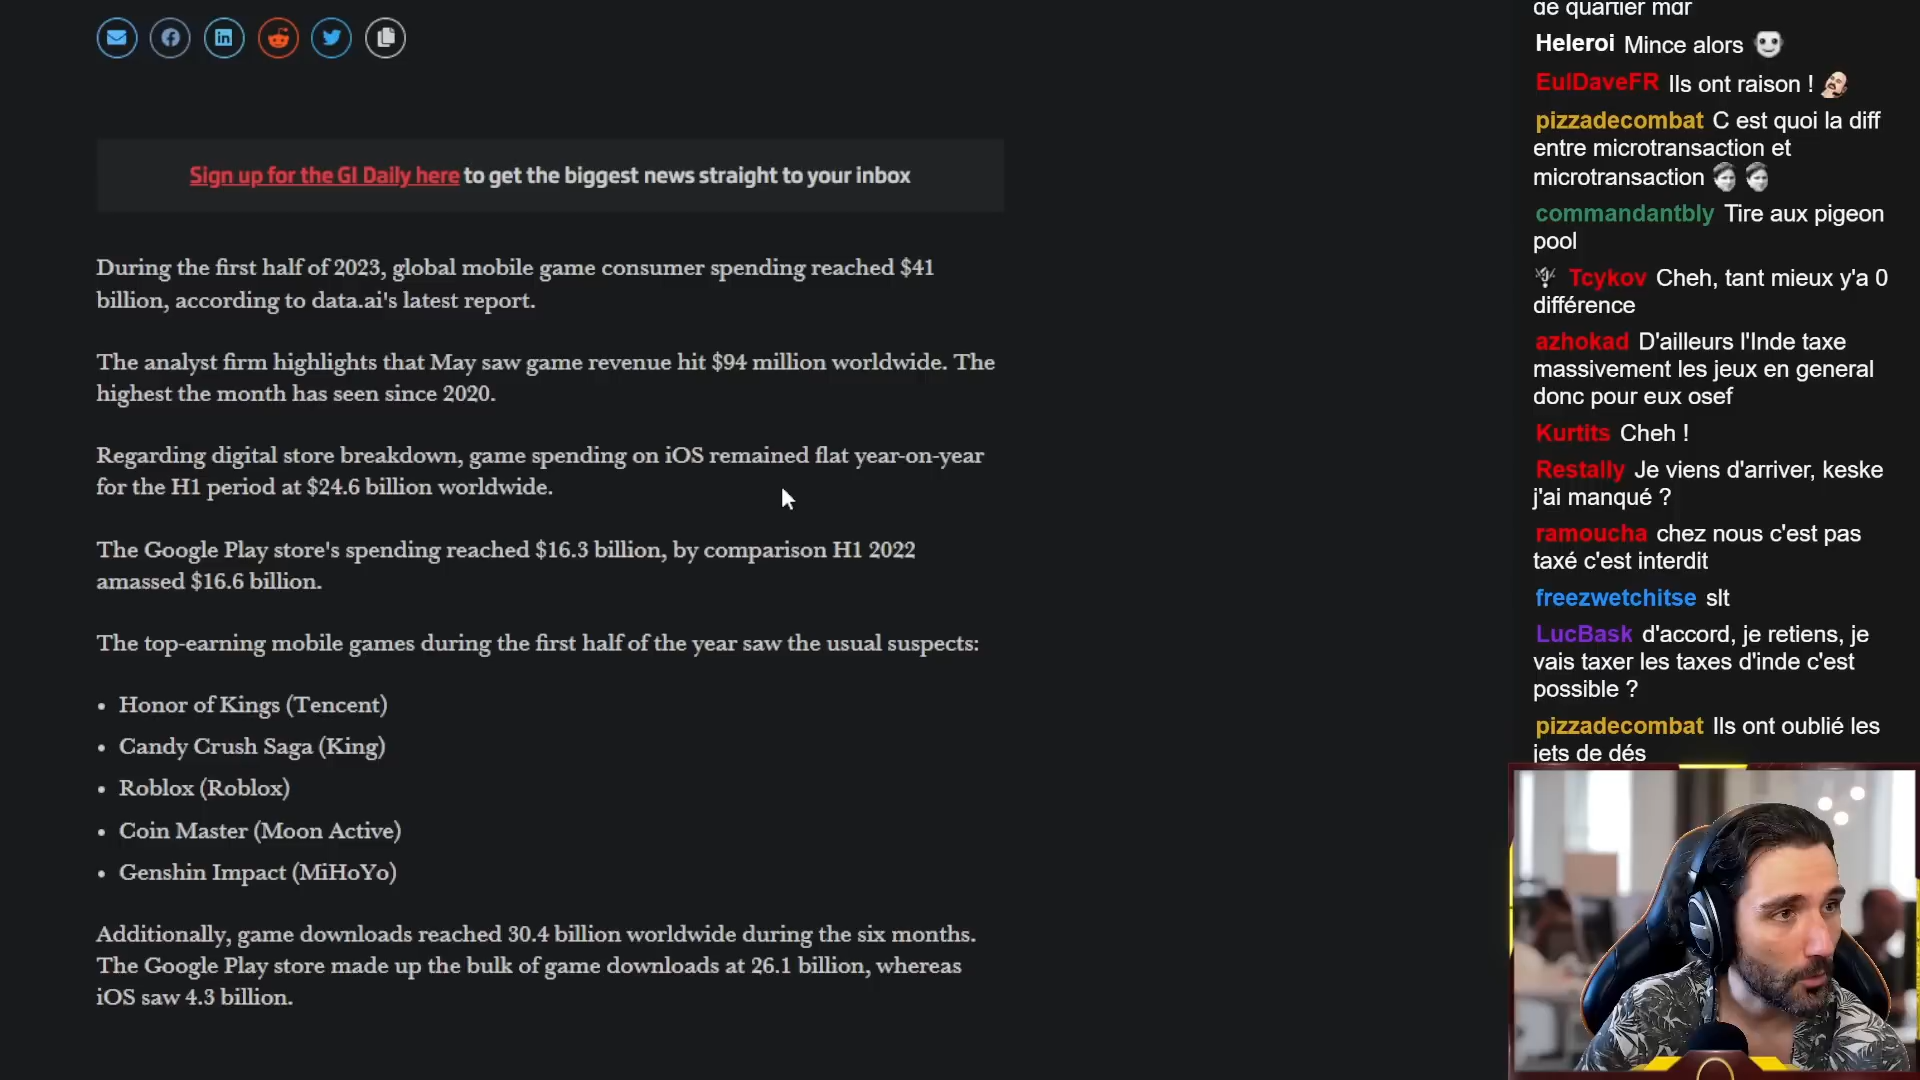 Sign up for the GI Daily here to get the biggest news straight to your inbox
During the first half of 2023, global mobile game consumer spending reached $41
billion, according to data.ai's latest report.
The analyst firm highlights that May saw game revenue hit $94 million worldwide. The
highest the month has seen since 2020.
Regarding digital store breakdown, game spending on iOS remained flat year-on-year
for the H1 period at $24.6 billion worldwide.
The Google Play store's spending reached $16.3 billion, by comparison H1 2022
amassed $16.6 billion.
The top-earning mobile games during the first half of the year saw the usual suspects:
• Honor of Kings (Tencent)
• Candy Crush Saga (King)
• Roblox (Roblox)
• Coin Master (Moon Active)
• Genshin Impact (MiHoYo)
Additionally, game downloads reached 30.4 billion worldwide during the six months.
The Google Play store made up the bulk of game downloads at 26.1 billion, whereas
iOS saw 4.3 billion.
de quartier mdr
Heleroi Mince alors
EulDaveFR Ils ont raison !
pizzadecombat C est quoi la diff
entre microtransaction et
microtransaction
commandantbly Tire aux pigeon
pool
Tcykov Cheh, tant mieux y'a 0
différence
azhokad D'ailleurs l'Inde taxe
massivement les jeux en general
donc pour eux osef
Kurtits Cheh !
Restally Je viens d'arriver, keske
j'ai manqué ?
ramoucha chez nous c'est pas
taxé c'est interdit
freezwetchitse slt
LucBask d'accord, je retiens, je
vais taxer les taxes d'inde c'est
possible ?
pizzadecombat Ils ont oublié les
jets de dés